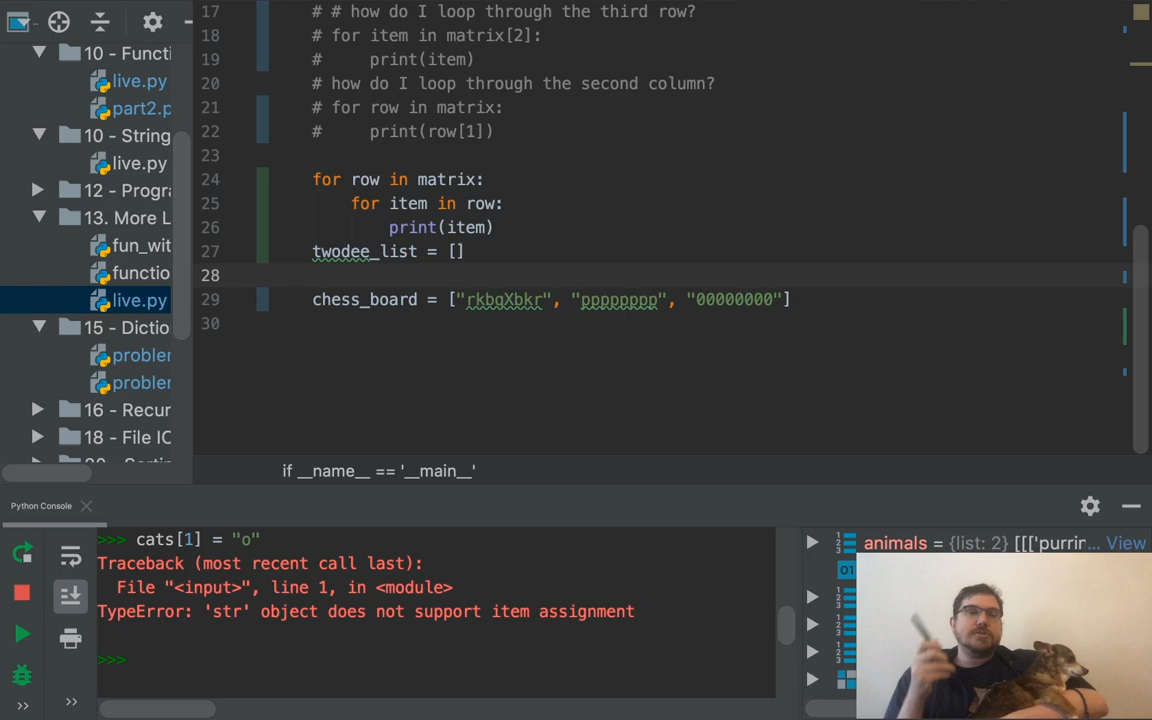 10 - Functi
live.py
part2.p
10 - String
live.py
12 - Progra
13. More L
fun_wit
functio
live.py
15 - Dictio
probler
probler
16 - Recur
18 - File IO
17 # # how do I loop through the third row?
18 # for item in matrix[2]:
19 #     print(item)
20 # how do I loop through the second column?
21 # for row in matrix:
22 #     print(row[1])
23
24 for row in matrix:
25     for item in row:
26         print(item)
27 twodee_list = []
28
29 chess_board = ["rkbqXbkr", "pppppppp", "00000000"]
30
if __name__ == '__main__'
Python Console
>>> cats[1] = "o"
Traceback (most recent call last):
  File "<input>", line 1, in <module>
TypeError: 'str' object does not support item assignment
>>>
animals = {list: 2} [[['purrir... View
01